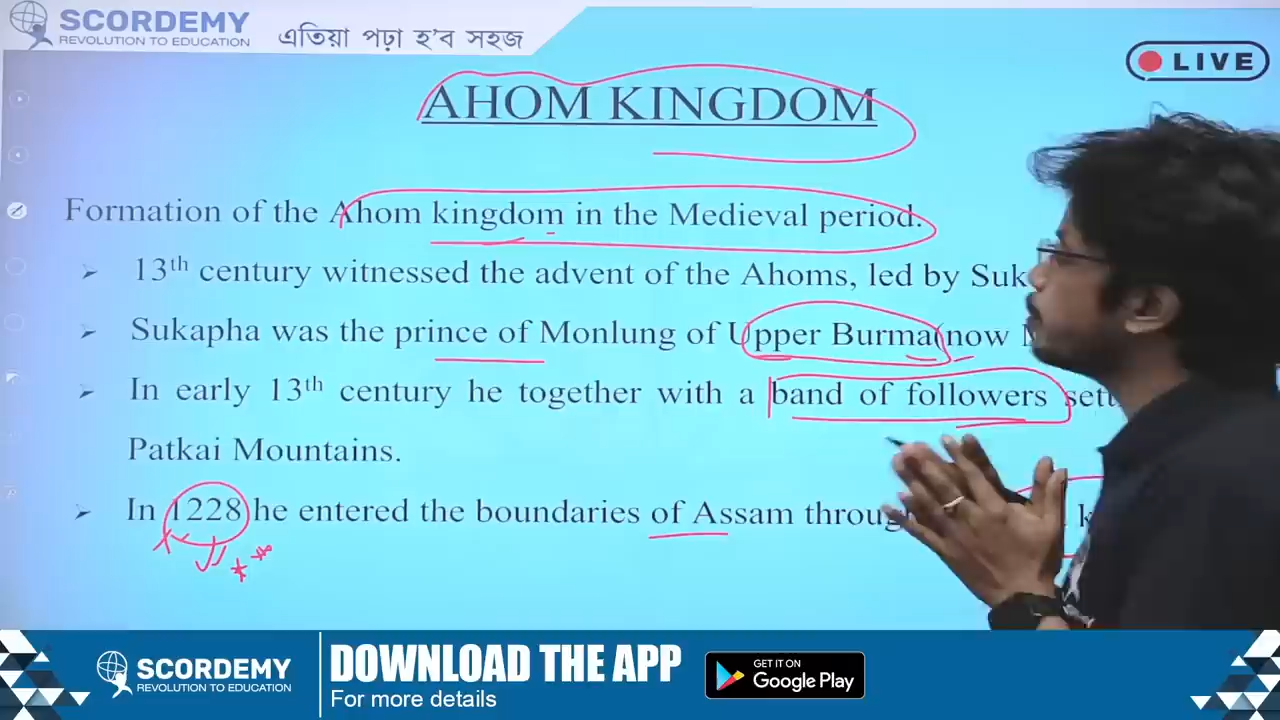 SCORDEMY
REVOLUTION TO EDUCATION
এতিয়া পঢ়া হ'ব সহজ
LIVE
AHOM KINGDOM
Formation of the Ahom kingdom in the Medieval period.
➢ 13th century witnessed the advent of the Ahoms, led by
➢ Sukapha was the prince of Monlung of Upper Burma(now
➢ In early 13th century he together with a band of followers
Patkai Mountains.
➢ In 1228 he entered the boundaries of Assam
SCORDEMY
REVOLUTION TO EDUCATION
DOWNLOAD THE APP
For more details
GET IT ON
Google Play